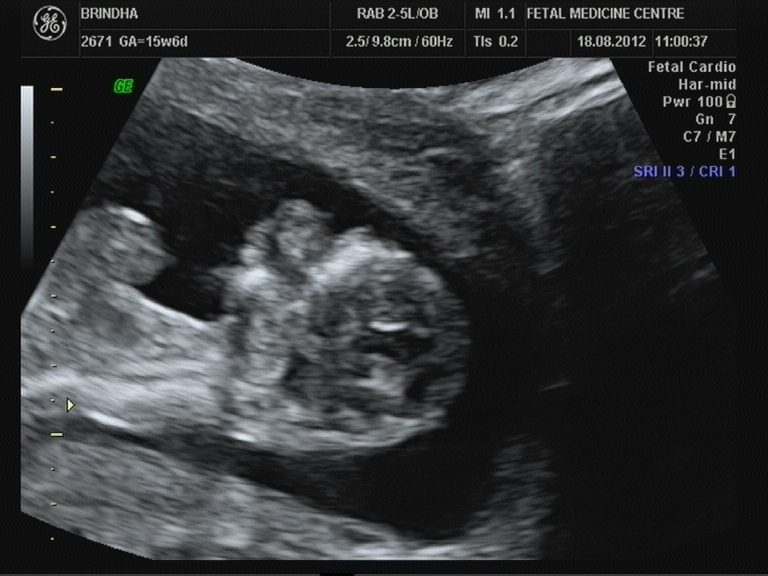 BRINDHA RAB 2-5L/OB MI 1.1 FETAL MEDICINE CENTRE
2671 GA=15w6d 2.5/ 9.8cm / 60Hz TIs 0.2 18.08.2012 11:00:37
Fetal Cardio
Har-mid
Pwr 100
Gn 7
C7 / M7
E1
SRI II 3 / CRI 1
GE